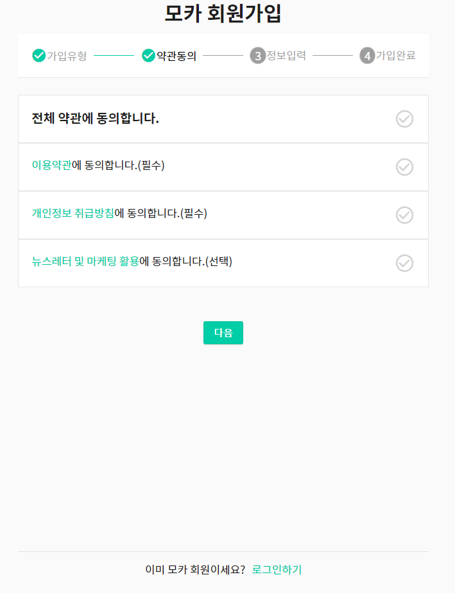 모카 회원가입
가입유형 약관동의 3 정보입력 4 가입완료
전체 약관에 동의합니다.
이용약관에 동의합니다.(필수)
개인정보 취급방침에 동의합니다.(필수)
뉴스레터 및 마케팅 활용에 동의합니다.(선택)
다음
이미 모카 회원이세요? 로그인하기